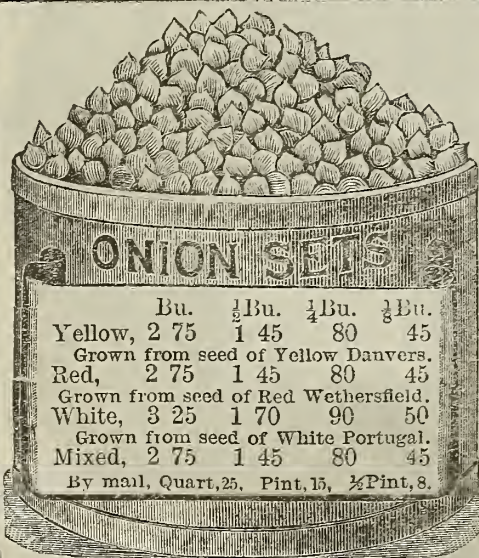 ONION SETS
Bu. ½Bu. ¼Bu. ⅛Bu.
Yellow, 2 75 1 45 80 45
Grown from seed of Yellow Danvers.
Red, 2 75 1 45 80 45
Grown from seed of Red Wethersfield.
White, 3 25 1 70 90 50
Grown from seed of White Portugal.
Mixed, 2 75 1 45 80 45
By mail, Quart,25, Pint,15, ½Pint,8.